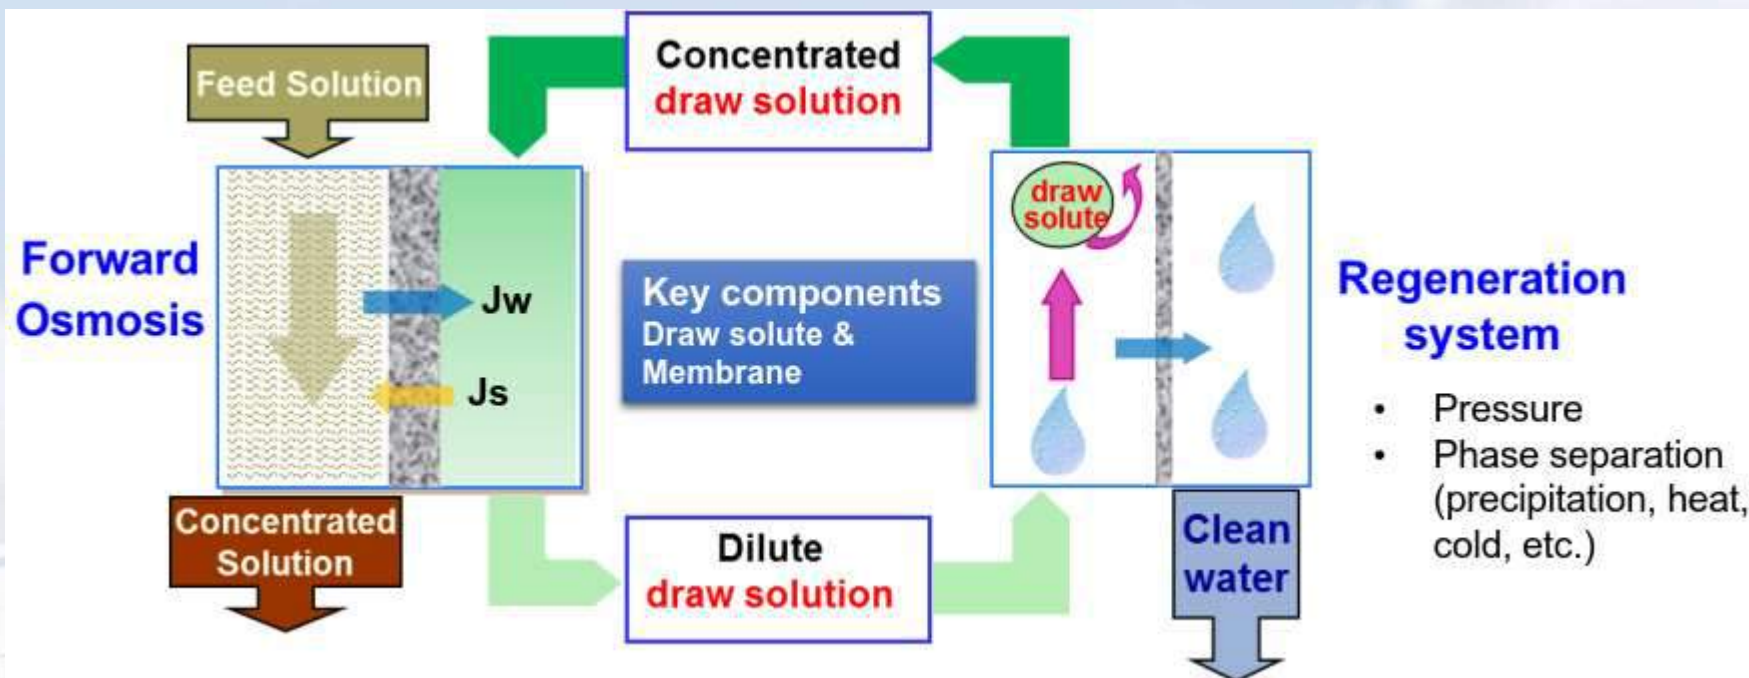 Feed Solution
Concentrated
draw solution
draw
solute
Forward
Osmosis
Jw
Js
Key components
Draw solute &
Membrane
Regeneration
system
• Pressure
• Phase separation
(precipitation, heat,
cold, etc.)
Concentrated
Solution
Dilute
draw solution
Clean
water